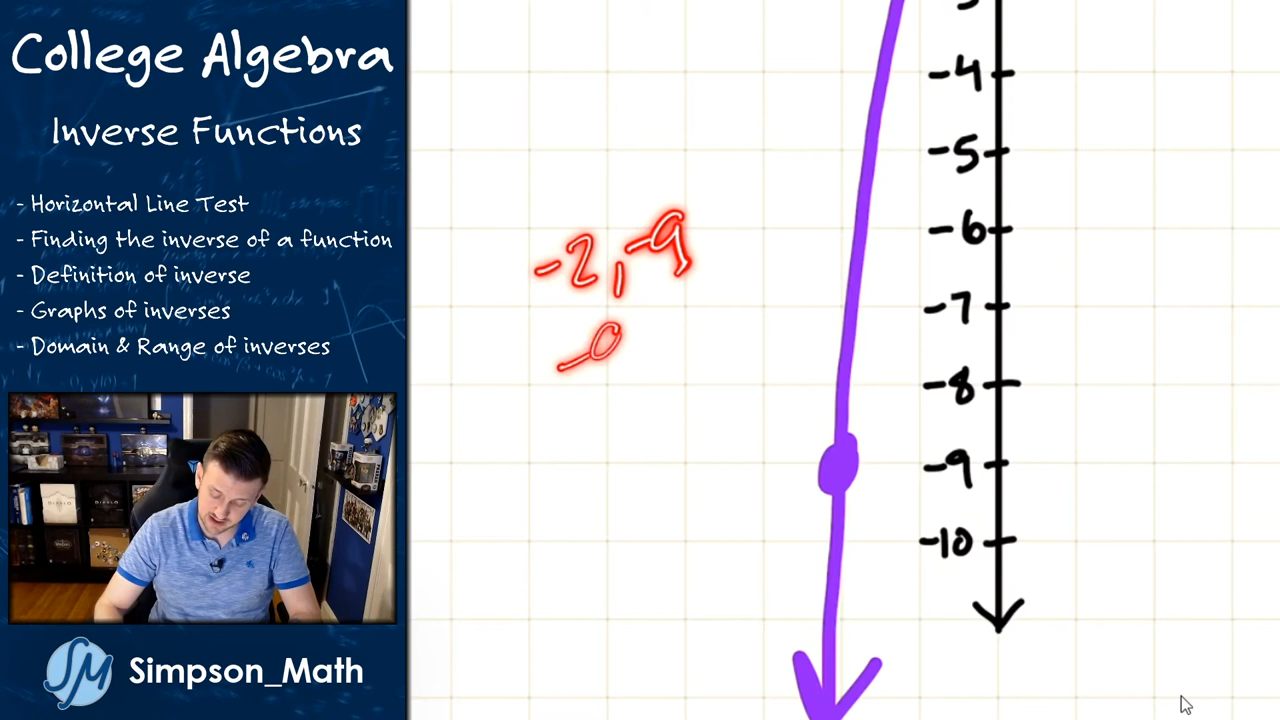 College Algebra
Inverse Functions
- Horizontal Line Test
- Finding the inverse of a function
- Definition of inverse
- Graphs of inverses
- Domain & Range of inverses
SM Simpson_Math
-2,-9
-0
-4
-5
-6
-7
-8
-9
-10